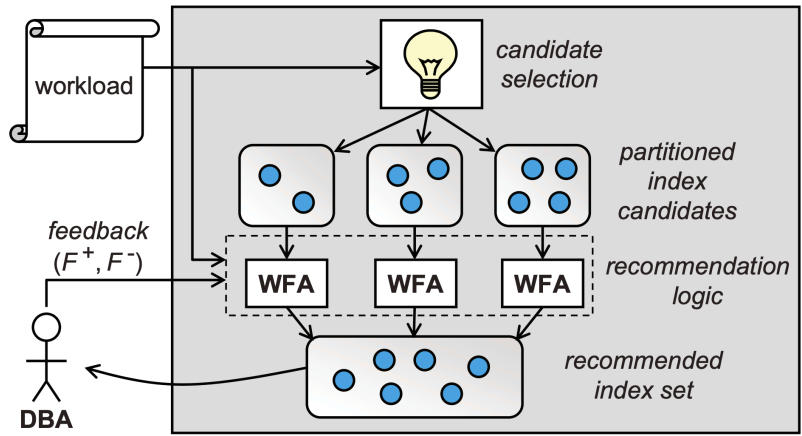 workload
candidate
selection
partitioned
index
candidates
feedback
(F+, F-)
WFA
WFA
WFA
recommendation
logic
recommended
index set
DBA